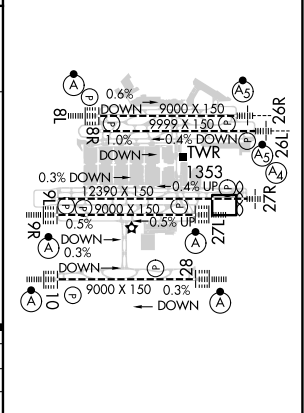 A
P
0.6%
A5
DOWN
9000 X 150
26R
8L
P
9999 X 150
P
8R
1.0%
0.4% DOWN
26L
DOWN
TWR
1353
A5
A4
0.3% DOWN
0.4% UP
P
12390 X 150
27R
9L
P
9000 X 150
P
P
9R
0.5%
0.5% UP
27L
A
DOWN
A
0.3%
DOWN
P
28
10
9000 X 150
0.3%
A
P
A
DOWN